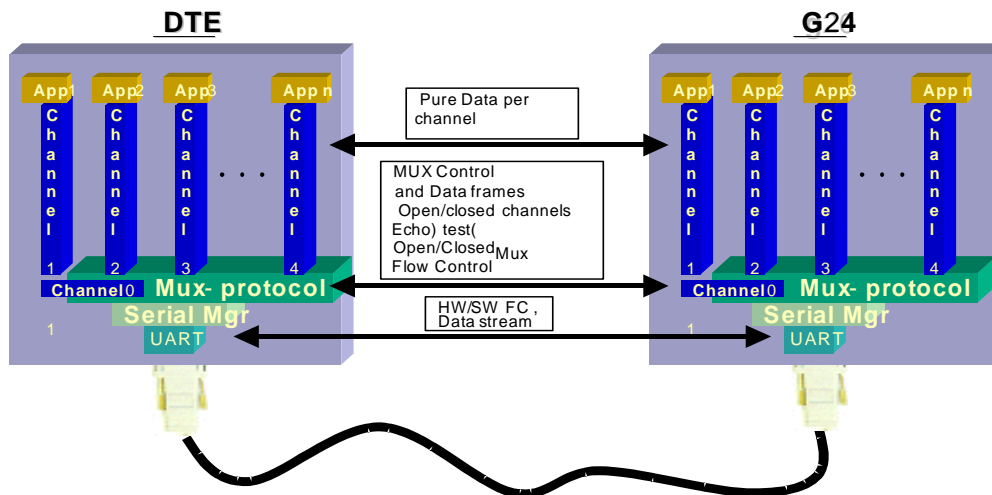 DTE
G24
App1
App2
App3
App n
Channel
Channel
Channel
Channel
. . .
1
2
3
4
Channel0
Mux- protocol
Serial Mgr
1
UART
Pure Data per
channel
MUX Control
and Data frames
Open/closed channels
Echo) test(
Open/Closed Mux
Flow Control
HW/SW FC ,
Data stream
App1
App2
App3
App n
Channel
Channel
Channel
Channel
. . .
1
2
3
4
Channel0
Mux- protocol
Serial Mgr
1
UART